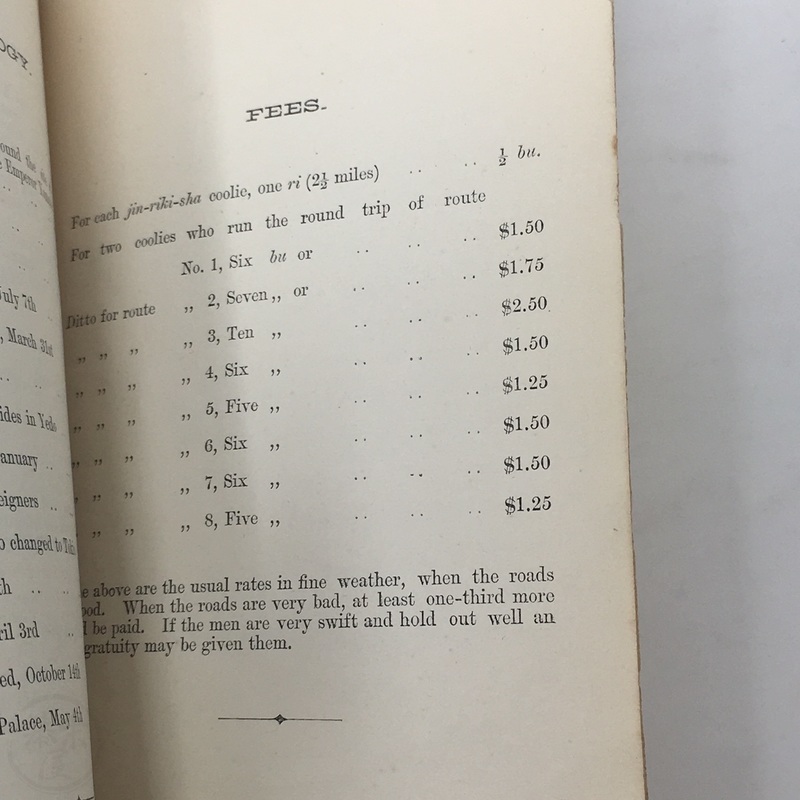 OGY.
ound the
e Emperor
July 7th
, March 31st
ides in Yedo
anuary ..
eigners ..
o changed to
th .. ..
ril 3rd ..
ed, October 14th
Palace, May 4th
FEES.
For each jin-riki-sha coolie, one ri (2½ miles) .. .. ½ bu.
For two coolies who run the round trip of route
No. 1, Six bu or .. .. $1.50
Ditto for route „ 2, Seven „ or .. .. $1.75
„ „ „ „ 3, Ten „ .. .. .. $2.50
„ „ „ „ 4, Six „ .. .. .. $1.50
„ „ „ „ 5, Five „ .. .. .. $1.25
„ „ „ „ 6, Six „ .. .. .. $1.50
„ „ „ „ 7, Six „ .. .. .. $1.50
„ „ „ 8, Five „ .. .. .. $1.25
e above are the usual rates in fine weather, when the roads
ood. When the roads are very bad, at least one-third more
l be paid. If the men are very swift and hold out well an
gratuity may be given them.